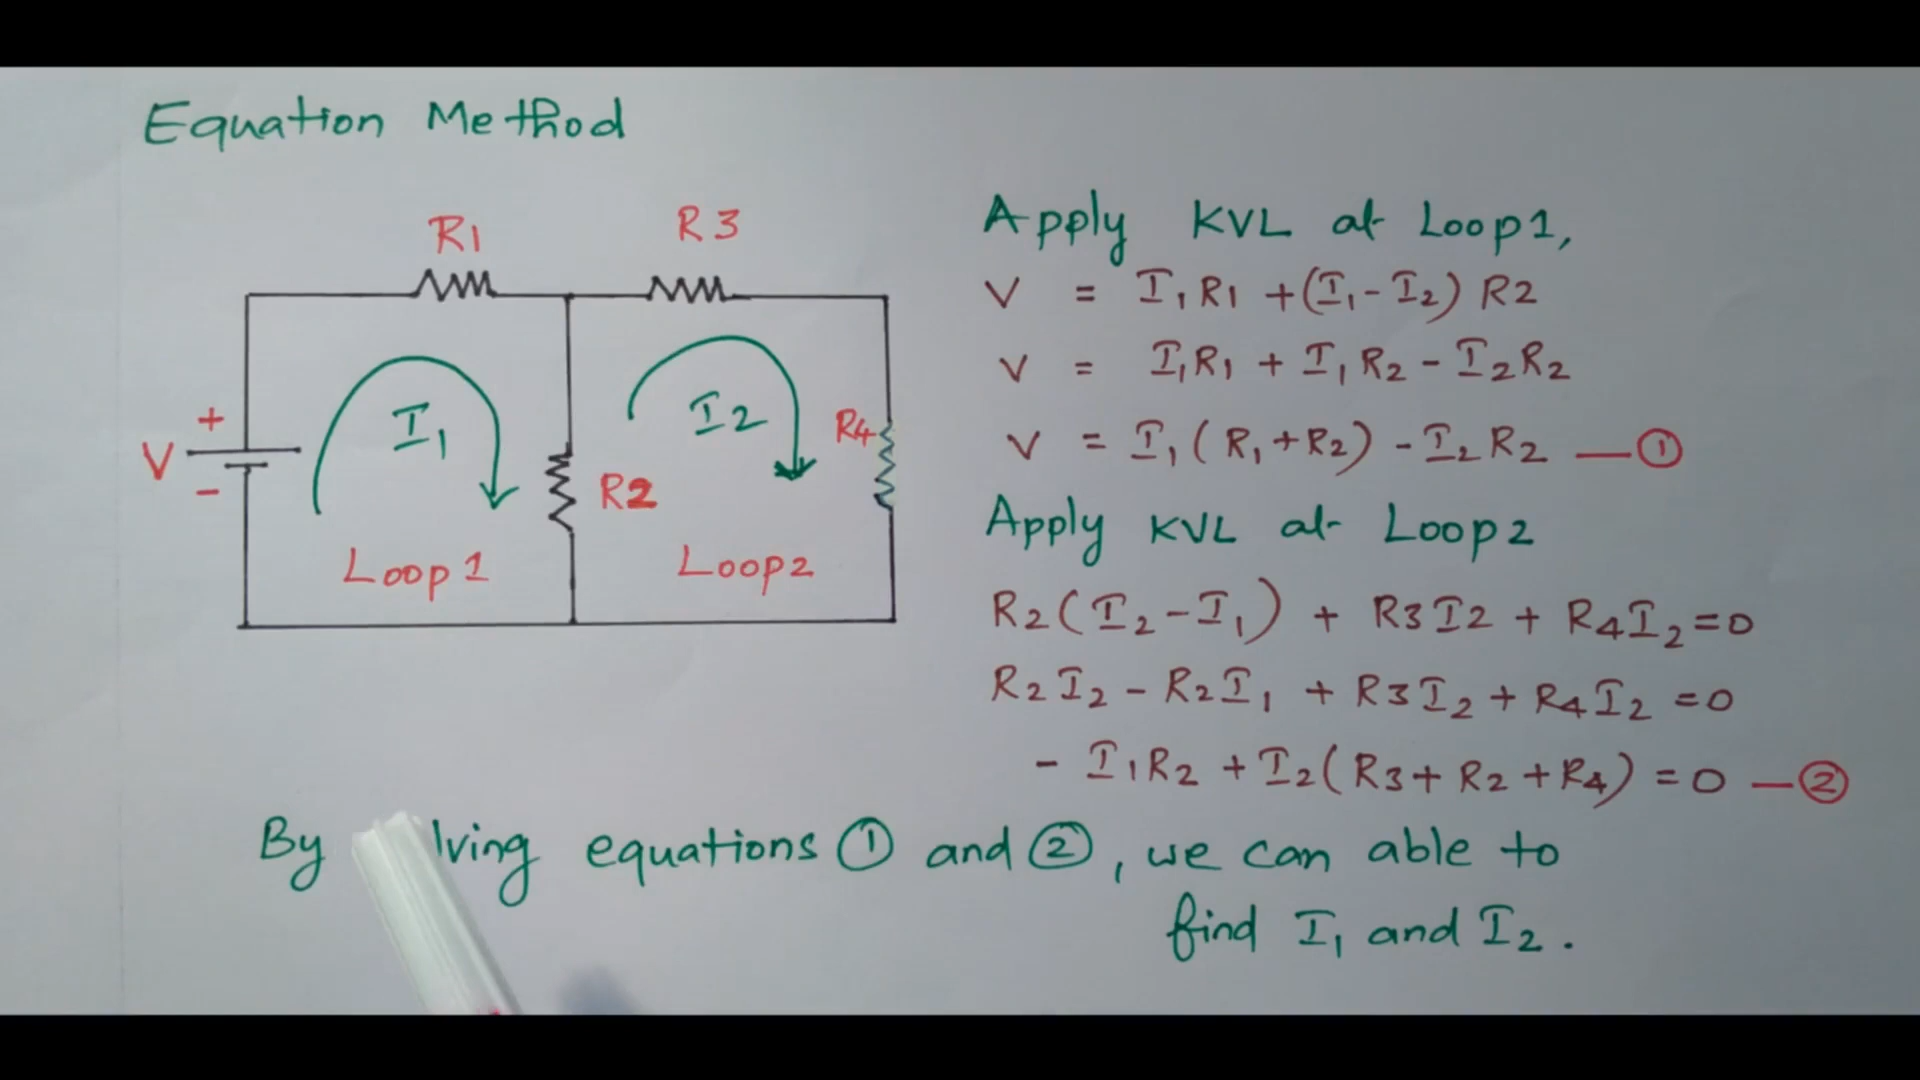 Equation Method
R1
R3
+
V
-
I1
I2
R4
R2
Loop1
Loop2
Apply KVL at Loop1,
V = I1R1 + (I1-I2) R2
V = I1R1 + I1R2 - I2R2
V = I1(R1+R2) - I2R2 —①
Apply KVL at Loop2
R2(I2-I1) + R3I2 + R4I2=0
R2I2 - R2I1 + R3I2 + R4I2 =0
- I1R2 + I2(R3+R2+R4) = 0 —②
By lving equations ① and ②, we can able to
find I1 and I2.